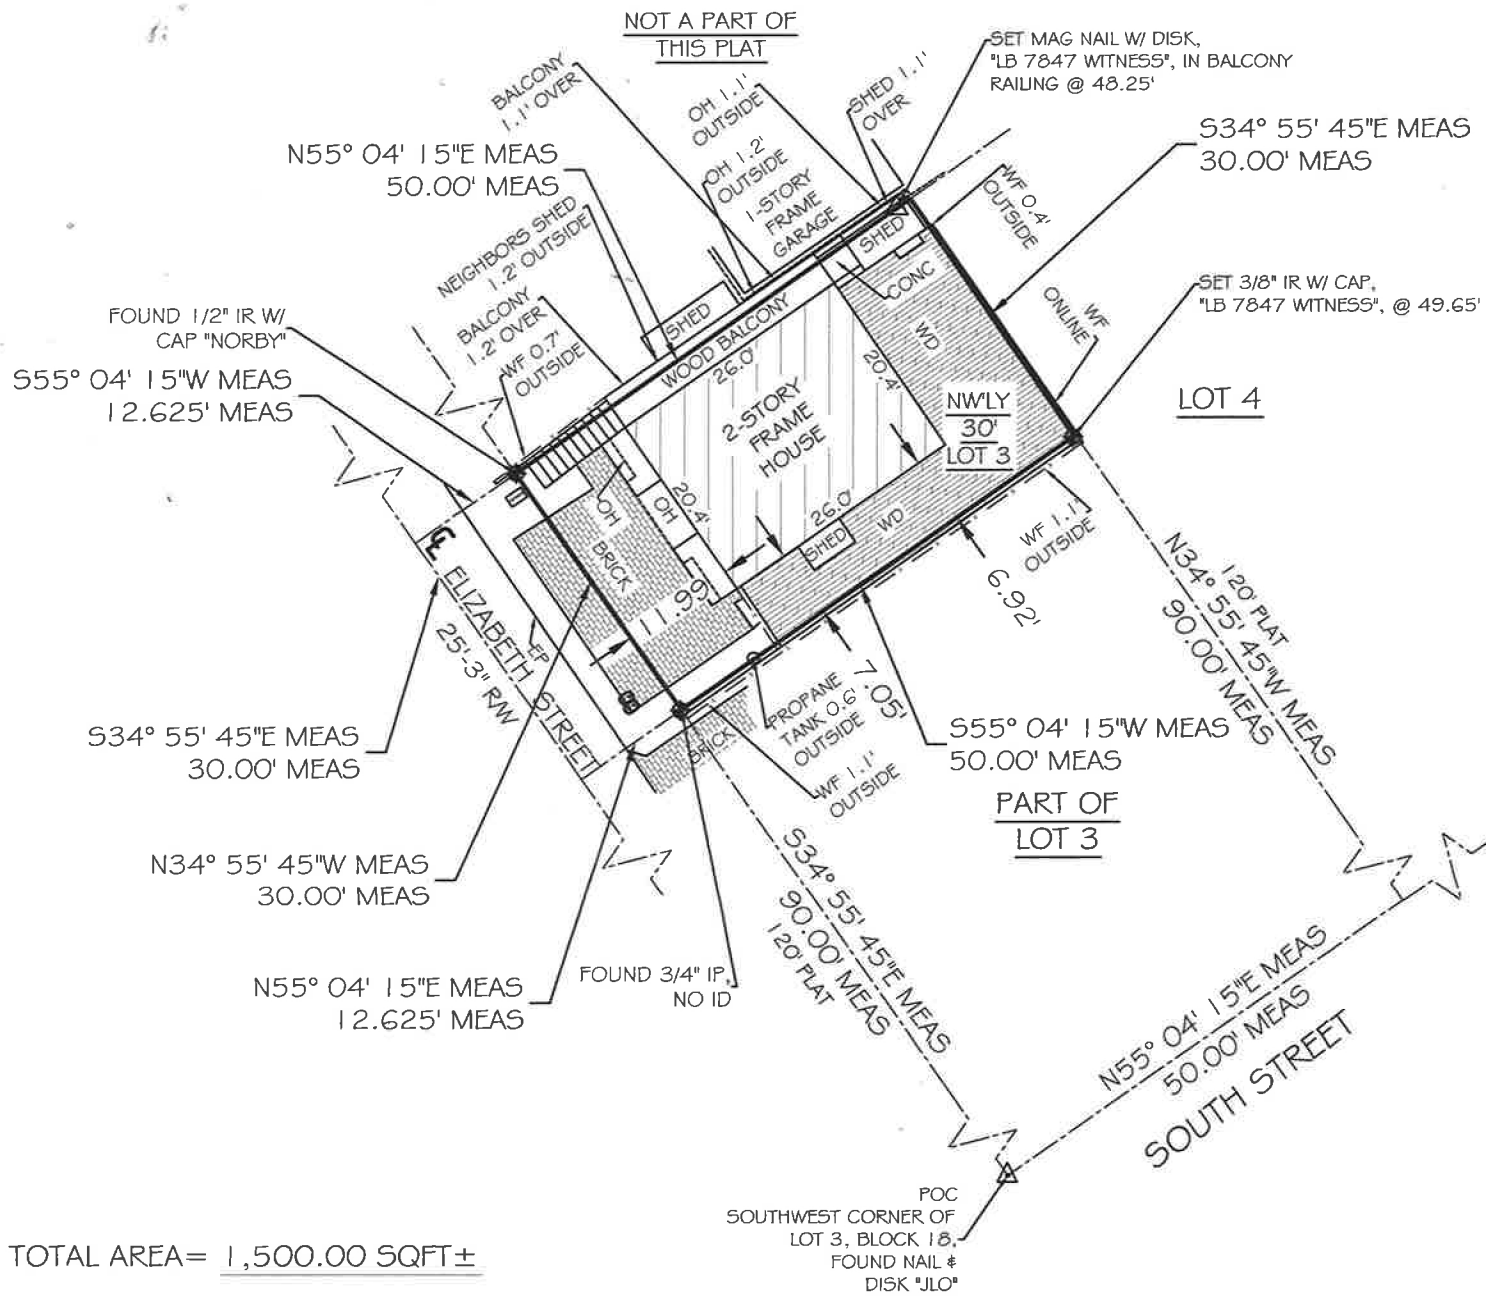 NOT A PART OF
THIS PLAT
SET MAG NAIL W/ DISK,
"LB 7847 WITNESS", IN BALCONY
RAILING @ 48.25'
BALCONY
1.1' OVER
OH 1.1'
OUTSIDE
SHED 1.1'
OVER
S34° 55' 45"E MEAS
30.00' MEAS
N55° 04' 15"E MEAS
50.00' MEAS
OH 1.2'
OUTSIDE
1-STORY
FRAME
GARAGE
WF 0.4'
OUTSIDE
NEIGHBORS SHED
1.2' OUTSIDE
SHED
CONC
SET 3/8" IR W/ CAP,
"LB 7847 WITNESS", @ 49.65'
FOUND 1/2" IR W/
CAP "NORBY"
BALCONY
1.2' OVER
WF 0.7'
OUTSIDE
SHED
WOOD BALCONY
26.0'
20.4'
WD
WF
ONLINE
S55° 04' 15"W MEAS
12.625' MEAS
2-STORY
FRAME
HOUSE
NW'LY
30'
LOT 3
LOT 4
OH
OH
20.4'
26.0'
SHED
WD
BRICK
11.99'
WF 1.1'
OUTSIDE
6.92'
CL
ELIZABETH STREET
25'-3" R/W
EP
120' PLAT
N34° 55' 45"W MEAS
90.00' MEAS
S34° 55' 45"E MEAS
30.00' MEAS
BRICK
PROPANE
TANK 0.6'
OUTSIDE
7.05'
WF 1.1'
OUTSIDE
S55° 04' 15"W MEAS
50.00' MEAS
PART OF
LOT 3
N34° 55' 45"W MEAS
30.00' MEAS
S34° 55' 45"E MEAS
90.00' MEAS
120' PLAT
N55° 04' 15"E MEAS
12.625' MEAS
FOUND 3/4" IP,
NO ID
N55° 04' 15"E MEAS
50.00' MEAS
SOUTH STREET
POC
SOUTHWEST CORNER OF
LOT 3, BLOCK 18,
FOUND NAIL &
DISK "JLO"
TOTAL AREA= 1,500.00 SQFT±